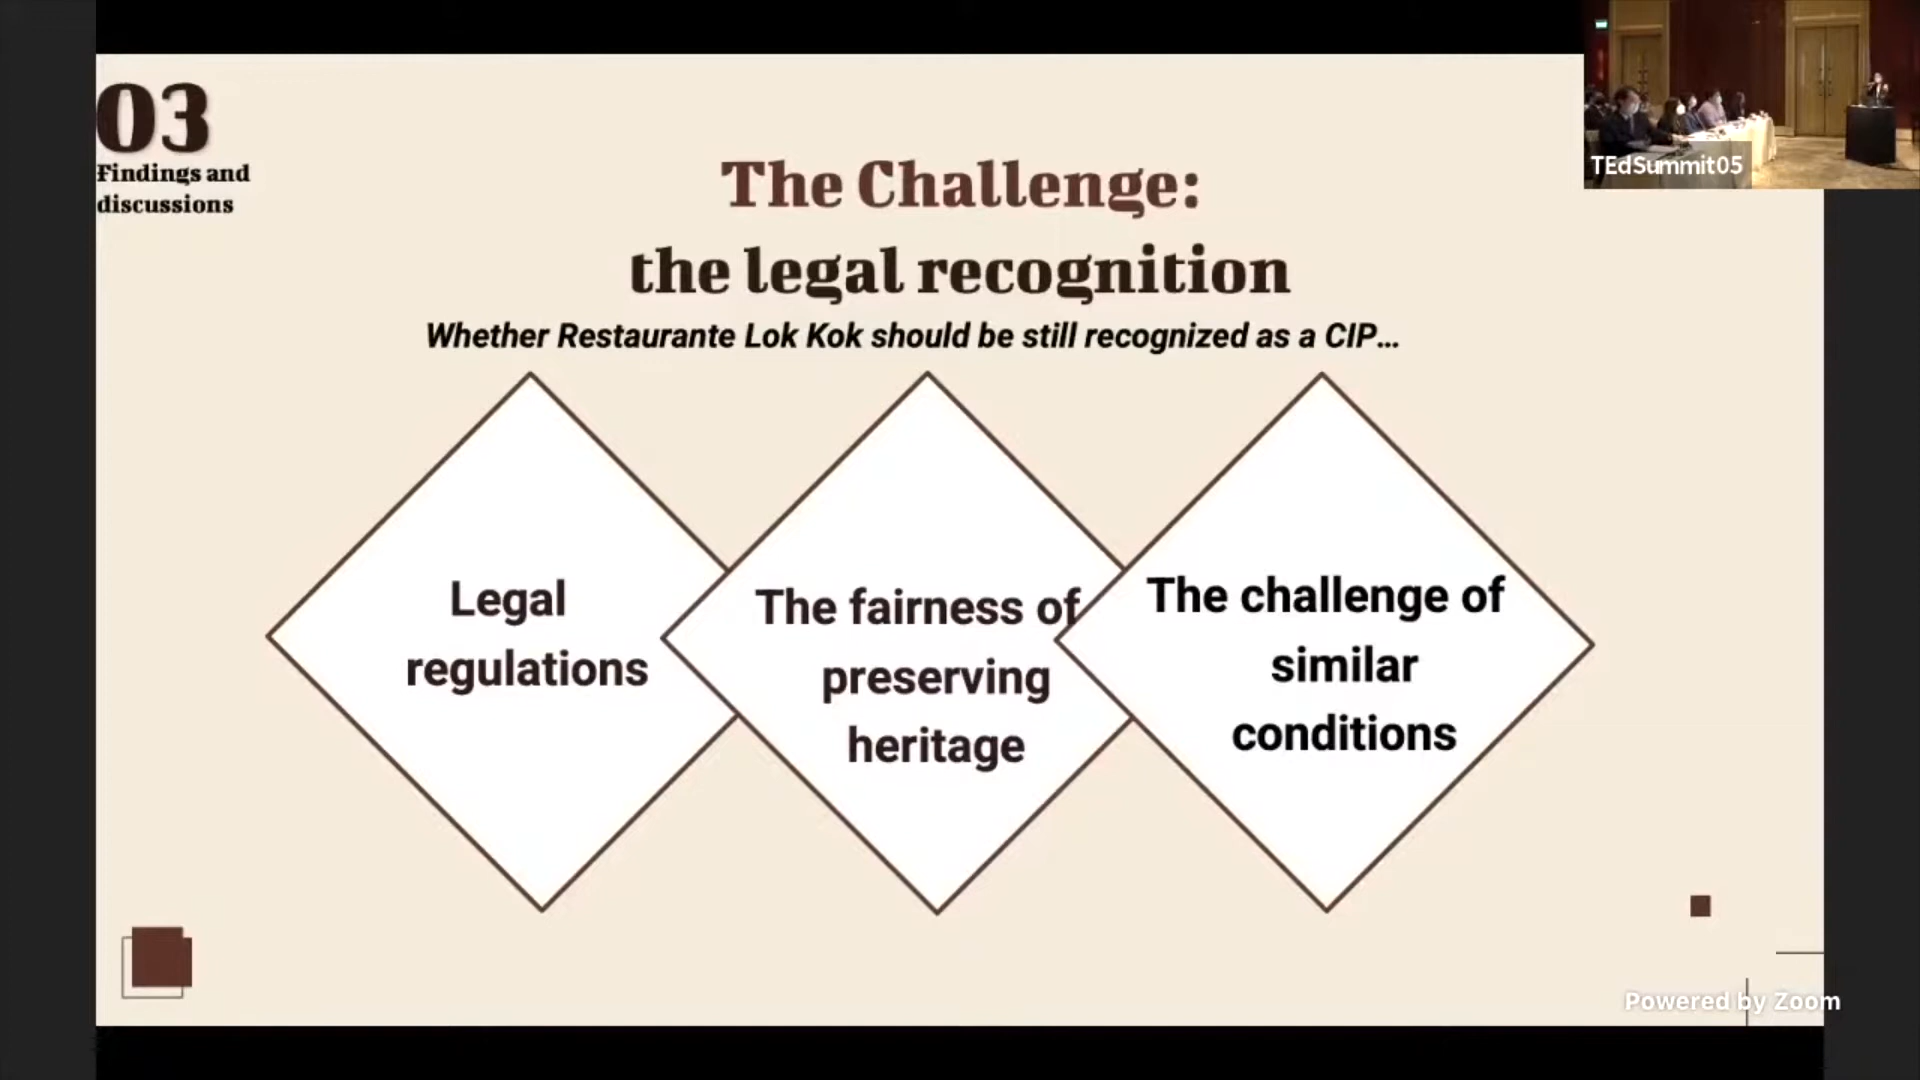 03
Findings and
discussions
The Challenge:
the legal recognition
Whether Restaurante Lok Kok should be still recognized as a CIP...
Legal
regulations
The fairness of
preserving
heritage
The challenge of
similar
conditions
TEdSummit05
Powered by Zoom